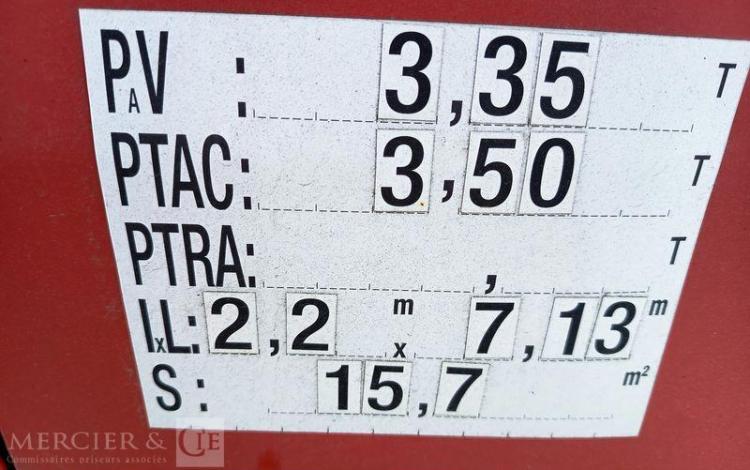 PAV : 3,35 T
PTAC: 3,50 T
PTRA: , T
lxL: 2,2 m x 7,13 m
S : 15,7 m²
MERCIER & CIE
Commissaires priseurs associés